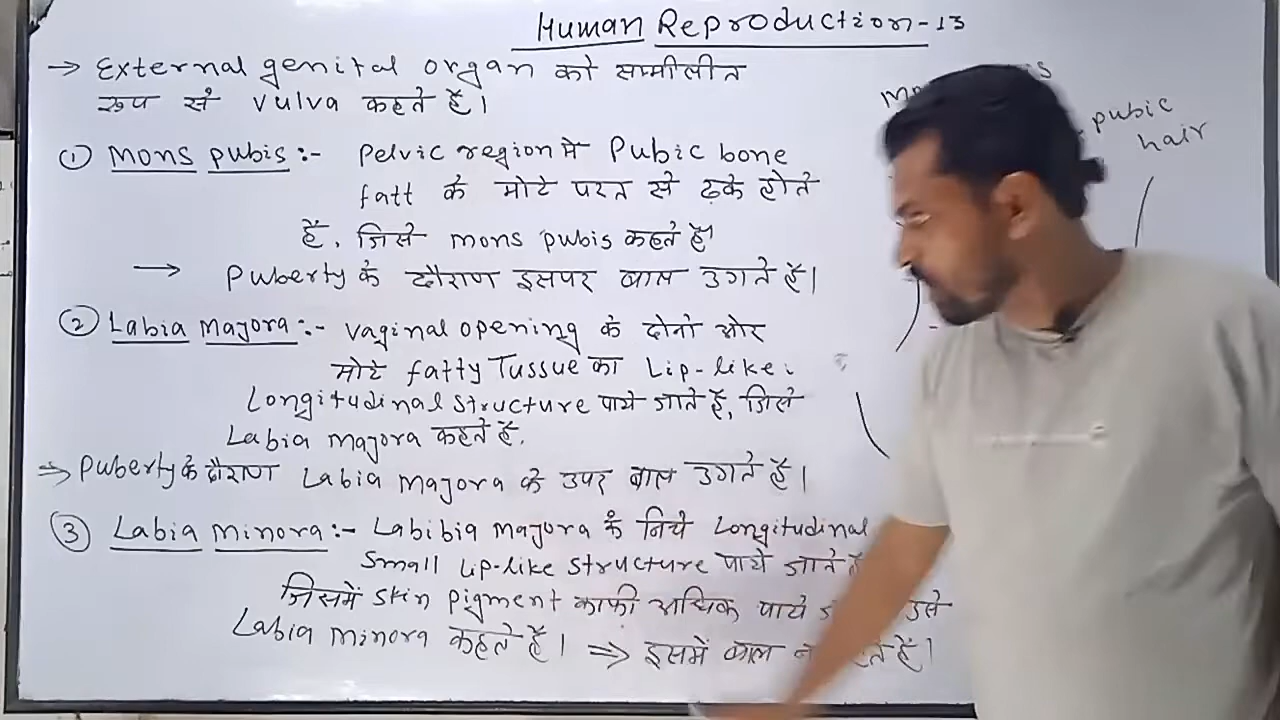 Human Reproduction-13
→ External genital organ को सम्मीलीत
रूप से vulva कहते हैं।
① Mons pubis:- Pelvic region मे Pubic bone
fatt के मोटे परत से ढ़के होते
हैं, जिसे mons pubis कहते हैं
→ Puberty के दौराण इसपर बाल उगते हैं।
② Labia Majora:- Vaginal opening के दोनो ओर
मोटे fatty Tussue का Lip-like
Longitudinal Structure पाये जाते हैं, जिसे
Labia Majora कहते हैं.
⇒ Puberty के दौराण Labia Majora के उपर बाल उगते हैं।
③ Labia Minora:- Labibia Majora के निचे Longitudinal
Small Lip-like Structure पाये जाते
जिसमें Skin Pigment काफ़ी अधिक पाये उसे
Labia Minora कहते हैं। ⇒ इसमें बाल हैं।
pubic
hair